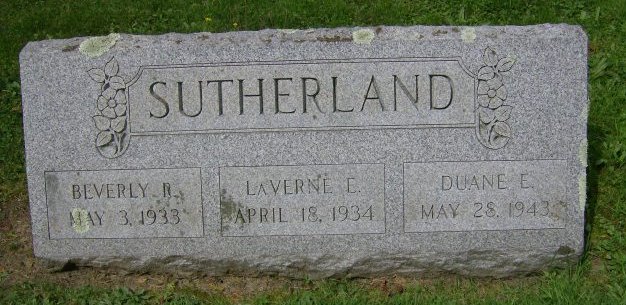 SUTHERLAND
BEVERLY R.
MAY 3, 1933
LAVERNE E.
APRIL 18, 1934
DUANE E.
MAY 28, 1943